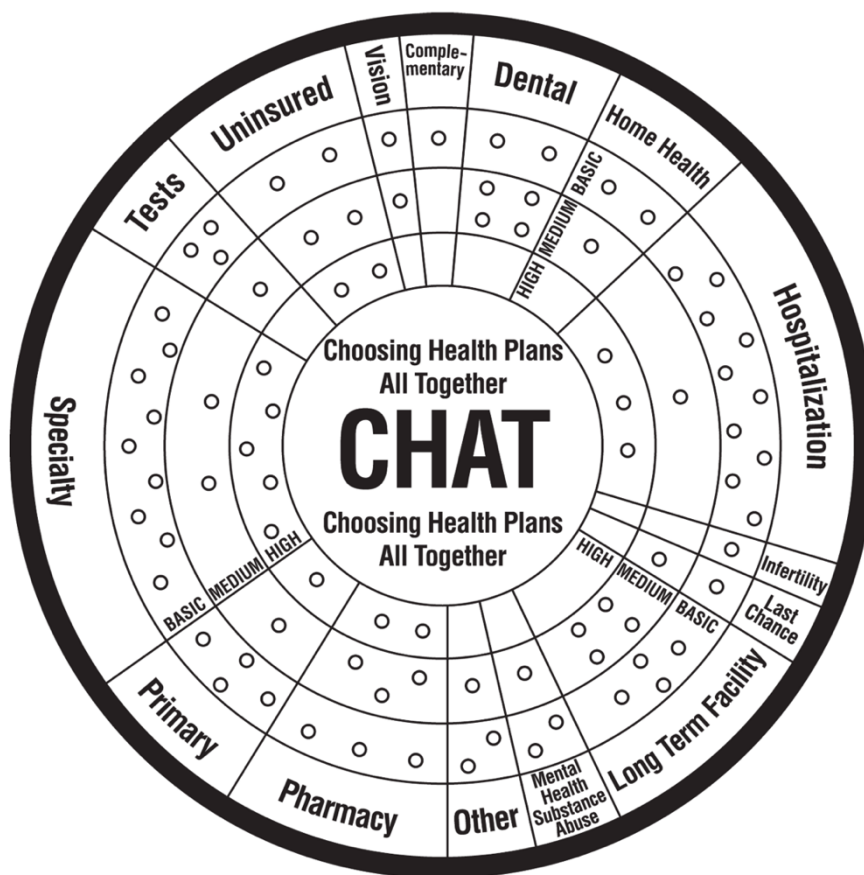 Comple-
mentary
Dental
BASIC
MEDIUM
HIGH
Home Health
Hospitalization
Infertility
Last
Chance
HIGH
MEDIUM
BASIC
Long Term Facility
Mental
Health
Substance
Abuse
Other
Pharmacy
Primary
BASIC
MEDIUM
HIGH
Specialty
Tests
Uninsured
Vision
Choosing Health Plans
All Together
CHAT
Choosing Health Plans
All Together